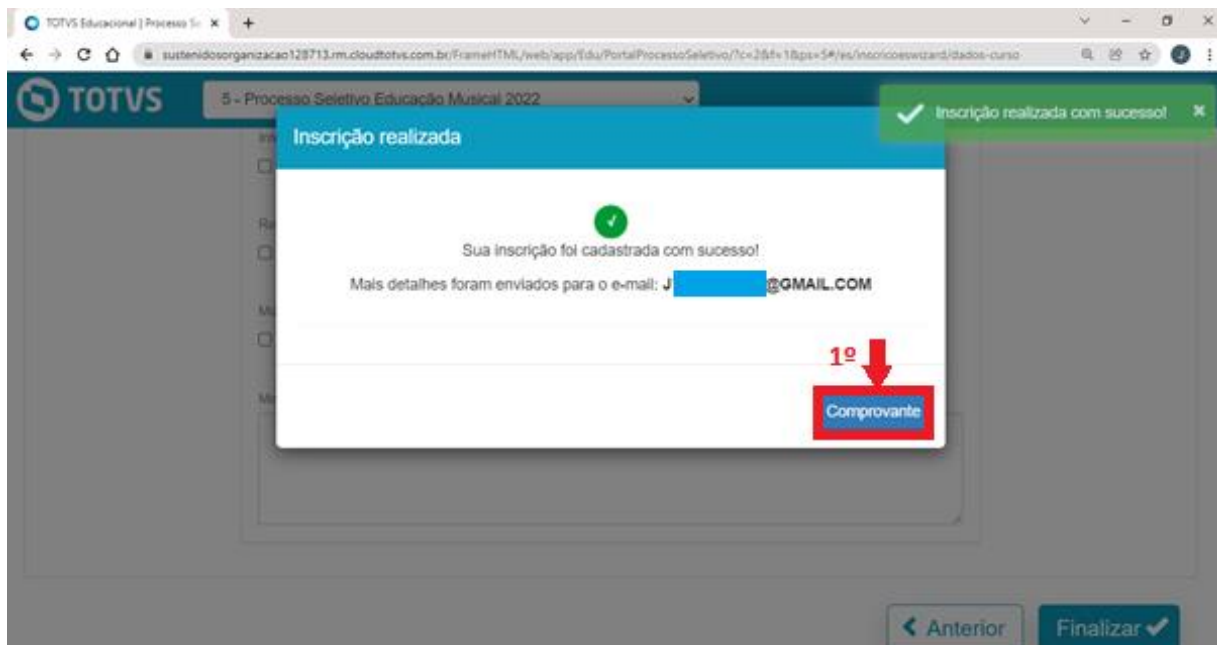 TOTVS Educacional | Processo Se
sustenidosorganizacao128713.rm.cloudtotvs.com.br/FrameHTML/web/app/Edu/PortalProcessoSeletivo/?c=2&f=1&ps=5#/es/inscricoeswizard/dados-curso
TOTVS
5 - Processo Seletivo Educação Musical 2022
Inscrição realizada com sucesso!
Inscrição realizada
Sua inscrição foi cadastrada com sucesso!
Mais detalhes foram enviados para o e-mail: J @GMAIL.COM
1º
Comprovante
Anterior
Finalizar